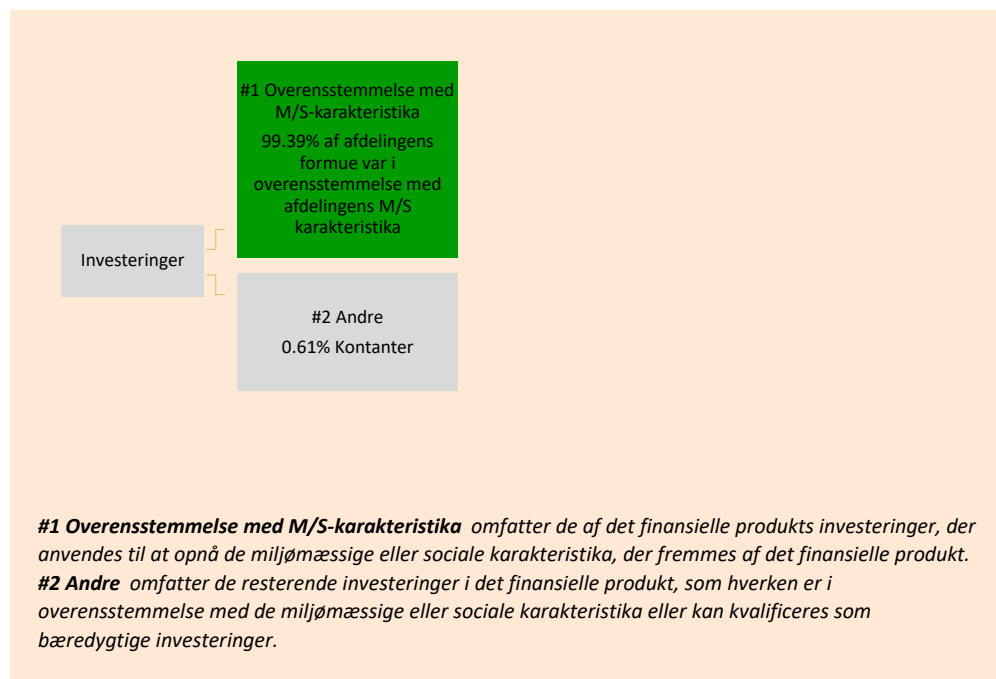 #1 Overensstemmelse med
M/S-karakteristika
99.39% af afdelingens
formue var i
overensstemmelse med
afdelingens M/S
karakteristika
Investeringer
#2 Andre
0.61% Kontanter
#1 Overensstemmelse med M/S-karakteristika omfatter de af det finansielle produkts investeringer, der
anvendes til at opnå de miljømæssige eller sociale karakteristika, der fremmes af det finansielle produkt.
#2 Andre omfatter de resterende investeringer i det finansielle produkt, som hverken er i
overensstemmelse med de miljømæssige eller sociale karakteristika eller kan kvalificeres som
bæredygtige investeringer.